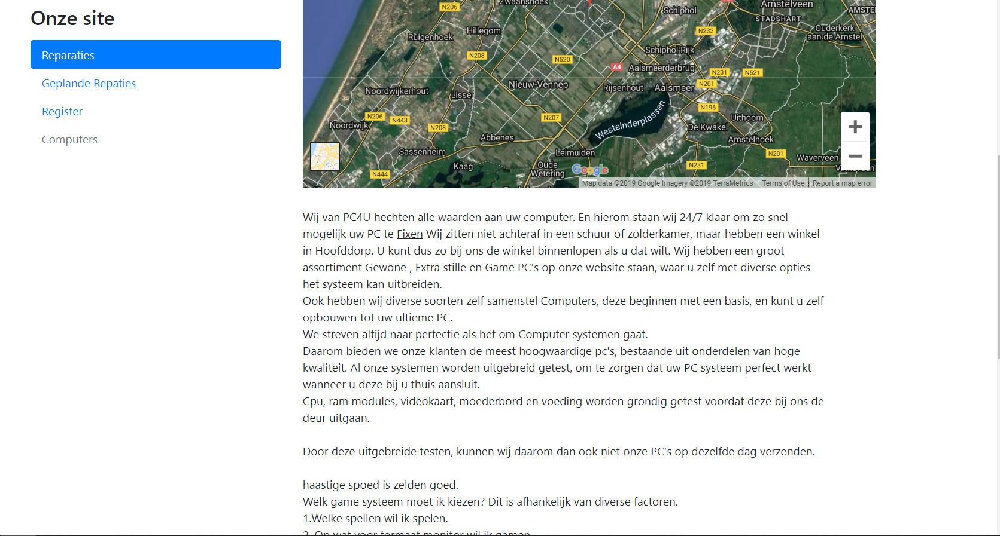 Onze site
Reparaties
Geplande Repaties
Register
Computers
N206
Zwaanshoek
Schiphol
Amstelveen
STADSHART
Hillegom
Ruigenhoek
N232
Ouderkerk
aan de Amstel
N208
N520
Schiphol-Rijk
A4
Aalsmeerderbrug
N231
N521
Nieuw-Vennep
Rijsenhout
Aalsmeer
N201
Noordwijkerhout
Lisse
N196
N206
N443
N207
Westeinderplassen
Uithoorn
Noordwijk
N208
De Kwakel
Abbenes
Amstelhoek
Sassenheim
Leimuiden
N201
Waverveen
Kaag
Oude
Wetering
N231
N444
Google
Map data ©2019 Google Imagery ©2019 TerraMetrics
Terms of Use
Report a map error
Wij van PC4U hechten alle waarden aan uw computer. En hierom staan wij 24/7 klaar om zo snel
mogelijk uw PC te Fixen Wij zitten niet achteraf in een schuur of zolderkamer, maar hebben een winkel
in Hoofddorp. U kunt dus zo bij ons de winkel binnenlopen als u dat wilt. Wij hebben een groot
assortiment Gewone , Extra stille en Game PC’s op onze website staan, waar u zelf met diverse opties
het systeem kan uitbreiden.
Ook hebben wij diverse soorten zelf samenstel Computers, deze beginnen met een basis, en kunt u zelf
opbouwen tot uw ultieme PC.
We streven altijd naar perfectie als het om Computer systemen gaat.
Daarom bieden we onze klanten de meest hoogwaardige pc's, bestaande uit onderdelen van hoge
kwaliteit. Al onze systemen worden uitgebreid getest, om te zorgen dat uw PC systeem perfect werkt
wanneer u deze bij u thuis aansluit.
Cpu, ram modules, videokaart, moederbord en voeding worden grondig getest voordat deze bij ons de
deur uitgaan.
Door deze uitgebreide testen, kunnen wij daarom dan ook niet onze PC’s op dezelfde dag verzenden.
haastige spoed is zelden goed.
Welk game systeem moet ik kiezen? Dit is afhankelijk van diverse factoren.
1.Welke spellen wil ik spelen.
2. Op wat voor formaat monitor wil ik gamen